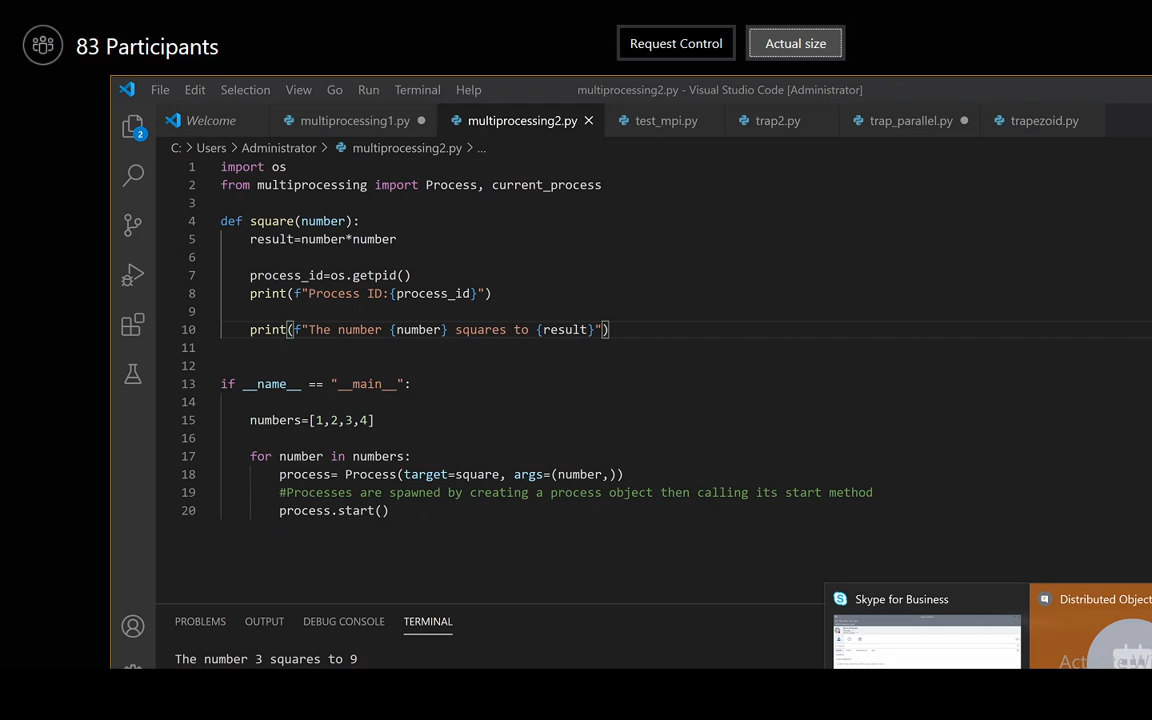 83 Participants
Request Control
Actual size
File Edit Selection View Go Run Terminal Help
multiprocessing2.py - Visual Studio Code [Administrator]
Welcome
multiprocessing1.py
multiprocessing2.py
test_mpi.py
trap2.py
trap_parallel.py
trapezoid.py
2
C: > Users > Administrator > multiprocessing2.py > ...
1 import os
2 from multiprocessing import Process, current_process
3
4 def square(number):
5 result=number*number
6
7 process_id=os.getpid()
8 print(f"Process ID:{process_id}")
9
10 print(f"The number {number} squares to {result}")
11
12
13 if __name__ == "__main__":
14
15 numbers=[1,2,3,4]
16
17 for number in numbers:
18 process= Process(target=square, args=(number,))
19 #Processes are spawned by creating a process object then calling its start method
20 process.start()
PROBLEMS OUTPUT DEBUG CONSOLE TERMINAL
Skype for Business
Distributed Object
The number 3 squares to 9